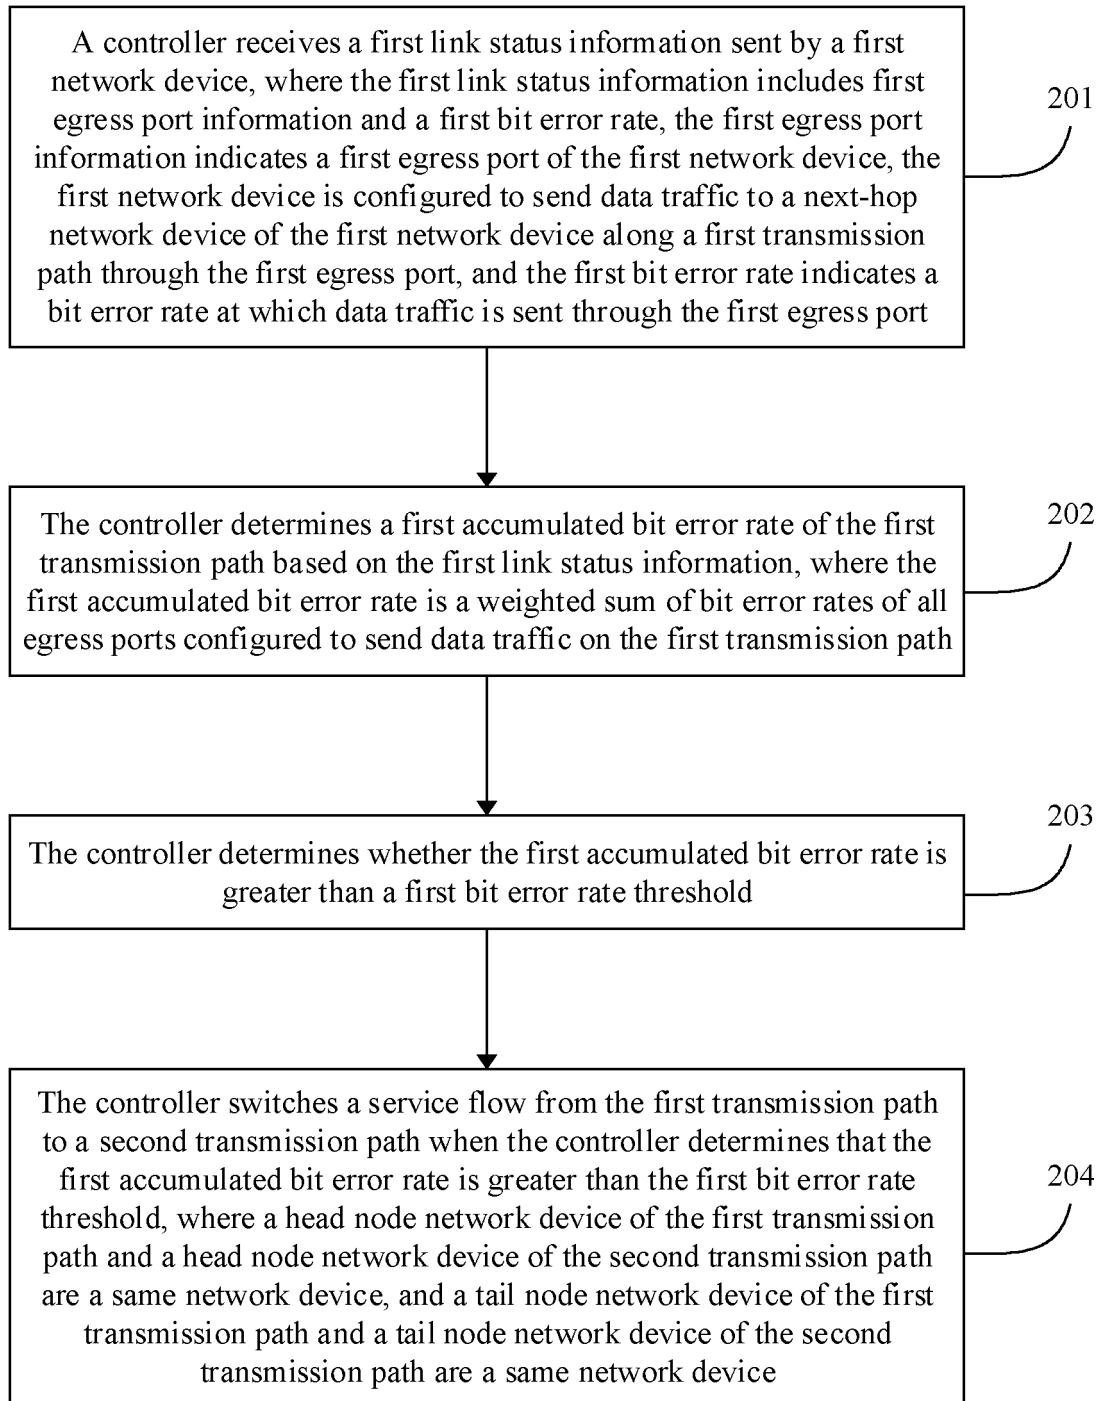 A controller receives a first link status information sent by a first
network device, where the first link status information includes first
egress port information and a first bit error rate, the first egress port
information indicates a first egress port of the first network device, the
first network device is configured to send data traffic to a next-hop
network device of the first network device along a first transmission
path through the first egress port, and the first bit error rate indicates a
bit error rate at which data traffic is sent through the first egress port
201
The controller determines a first accumulated bit error rate of the first
transmission path based on the first link status information, where the
first accumulated bit error rate is a weighted sum of bit error rates of all
egress ports configured to send data traffic on the first transmission path
202
The controller determines whether the first accumulated bit error rate is
greater than a first bit error rate threshold
203
The controller switches a service flow from the first transmission path
to a second transmission path when the controller determines that the
first accumulated bit error rate is greater than the first bit error rate
threshold, where a head node network device of the first transmission
path and a head node network device of the second transmission path
are a same network device, and a tail node network device of the first
transmission path and a tail node network device of the second
transmission path are a same network device
204